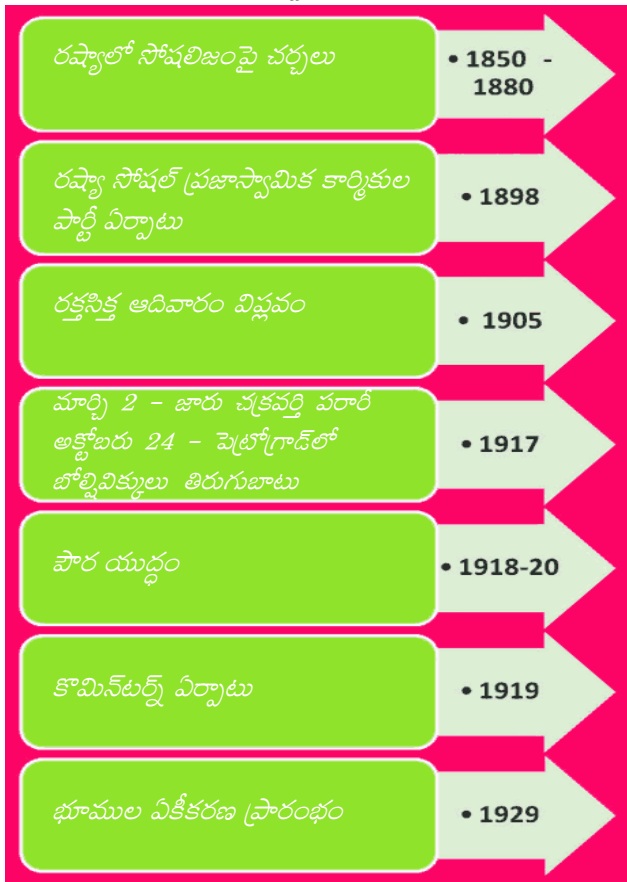 రష్యాలో సోషలిజంపై చర్చలు
• 1850 -
1880
రష్యా సోషల్ ప్రజాస్వామిక కార్మికుల
పార్టీ ఏర్పాటు
• 1898
రక్తసిక్త ఆదివారం విప్లవం
• 1905
మార్చి 2 - జారు చక్రవర్తి పరారీ
అక్టోబరు 24 - పెట్రోగ్రాడ్‌లో
బోల్షివిక్కులు తిరుగుబాటు
• 1917
పౌర యుద్ధం
• 1918-20
కొమిన్‌టర్న్ ఏర్పాటు
• 1919
భూముల ఏకీకరణ ప్రారంభం
• 1929